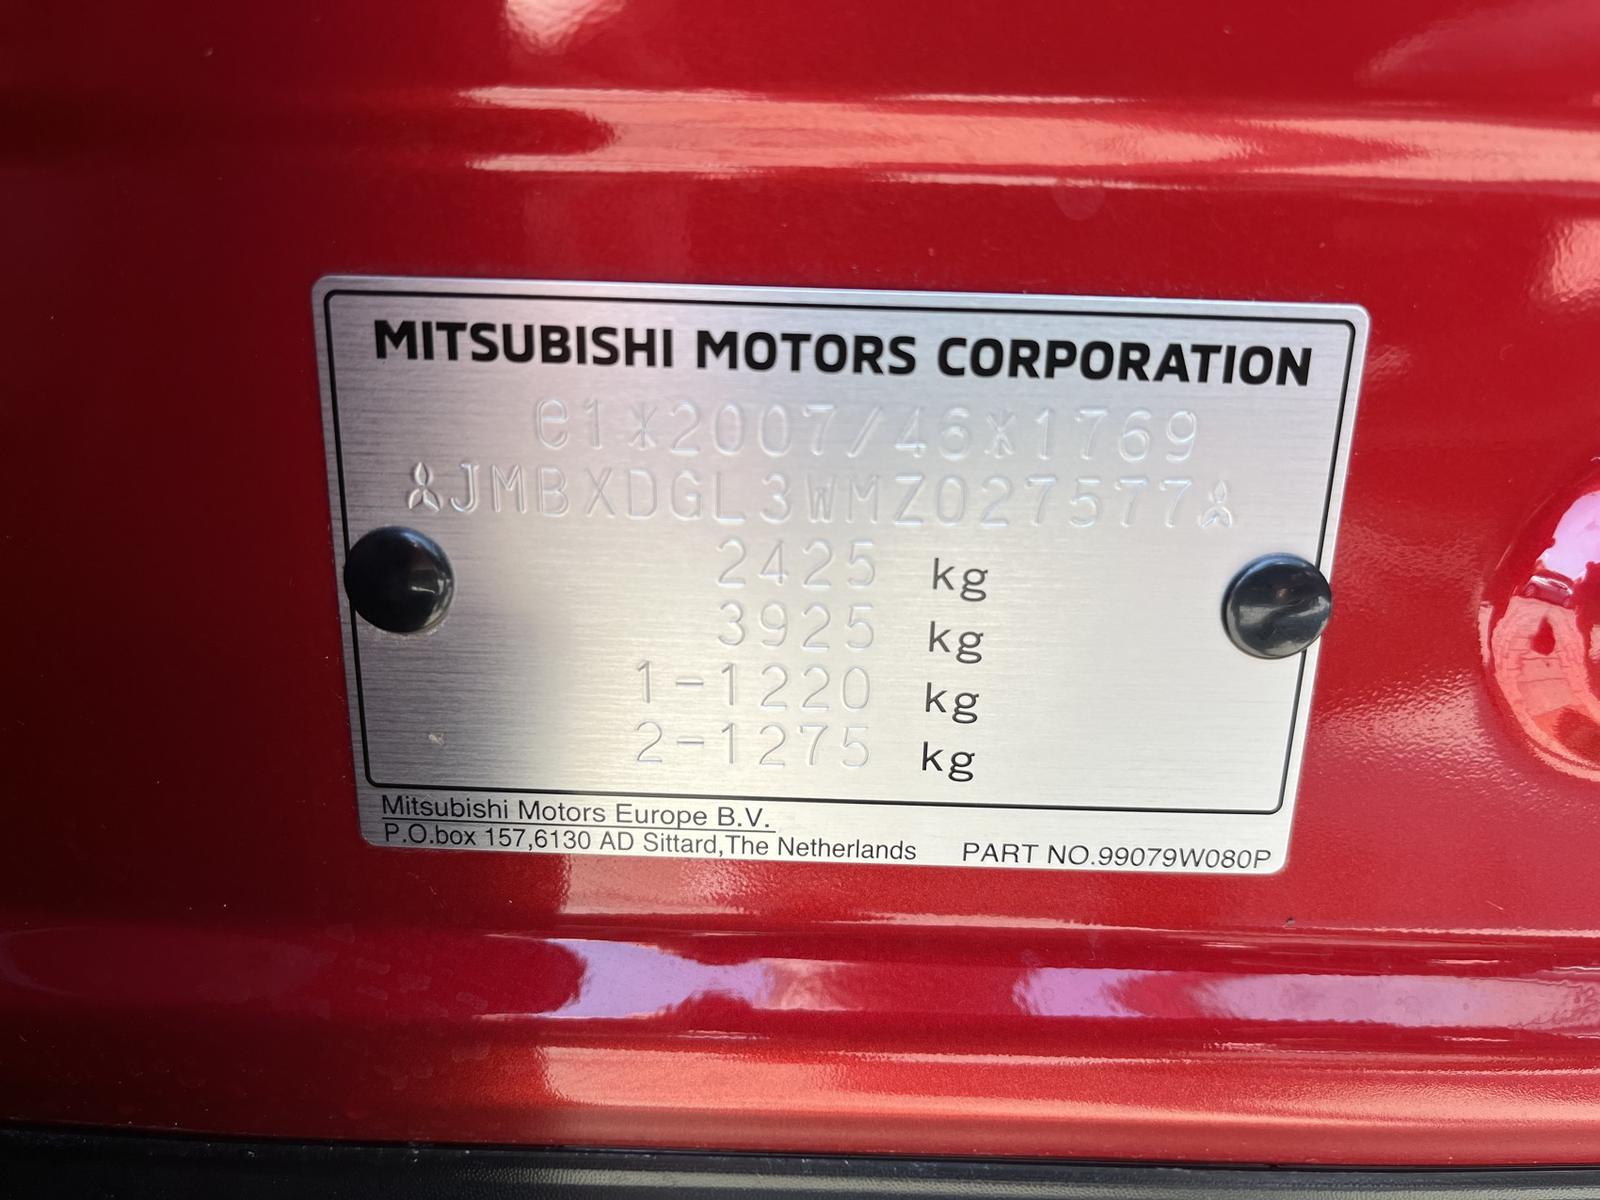 MITSUBISHI MOTORS CORPORATION
e1*2007/46*1769
JMBXDGL3WMZ027577
2425 kg
3925 kg
1-1220 kg
2-1275 kg
Mitsubishi Motors Europe B.V.
P.O.box 157,6130 AD Sittard,The Netherlands PART NO.99079W080P